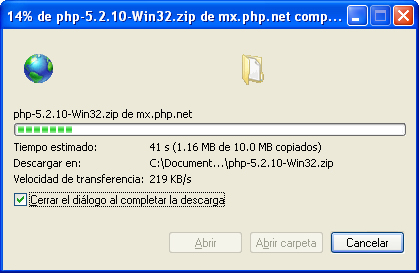 14% de php-5.2.10-Win32.zip de mx.php.net comp...
php-5.2.10-Win32.zip de mx.php.net
Tiempo estimado: 41 s (1.16 MB de 10.0 MB copiados)
Descargar en: C:\Document...\php-5.2.10-Win32.zip
Velocidad de transferencia: 219 KB/s
Cerrar el diálogo al completar la descarga
Abrir Abrir carpeta Cancelar